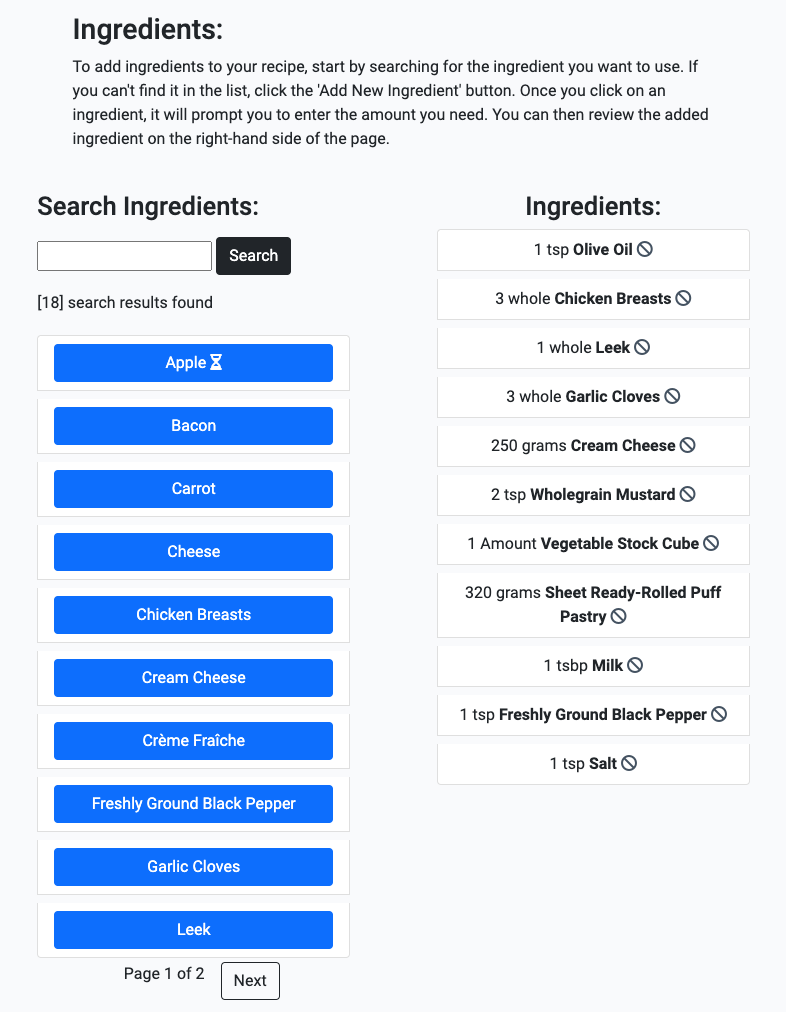 Ingredients:
To add ingredients to your recipe, start by searching for the ingredient you want to use. If
you can't find it in the list, click the 'Add New Ingredient' button. Once you click on an
ingredient, it will prompt you to enter the amount you need. You can then review the added
ingredient on the right-hand side of the page.
Search Ingredients:
Search
[18] search results found
Apple
Bacon
Carrot
Cheese
Chicken Breasts
Cream Cheese
Crème Fraîche
Freshly Ground Black Pepper
Garlic Cloves
Leek
Page 1 of 2
Next
Ingredients:
1 tsp Olive Oil
3 whole Chicken Breasts
1 whole Leek
3 whole Garlic Cloves
250 grams Cream Cheese
2 tsp Wholegrain Mustard
1 Amount Vegetable Stock Cube
320 grams Sheet Ready-Rolled Puff
Pastry
1 tsbp Milk
1 tsp Freshly Ground Black Pepper
1 tsp Salt